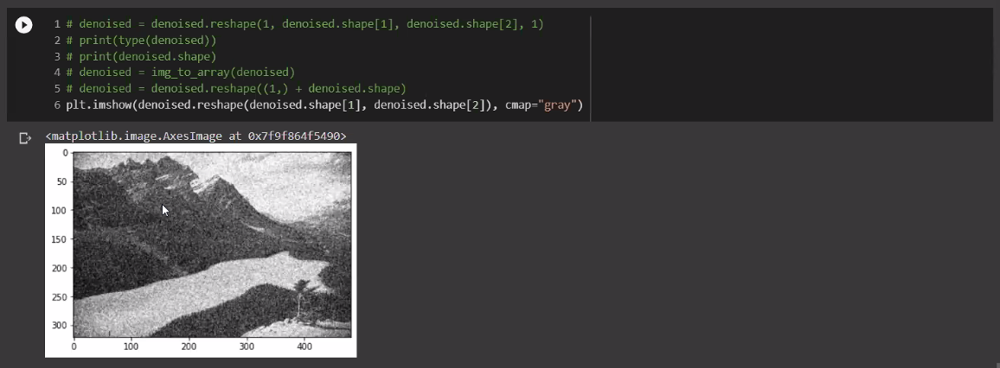 1 # denoised = denoised.reshape(1, denoised.shape[1], denoised.shape[2], 1)
2 # print(type(denoised))
3 # print(denoised.shape)
4 # denoised = img_to_array(denoised)
5 # denoised = denoised.reshape((1,) + denoised.shape)
6 plt.imshow(denoised.reshape(denoised.shape[1], denoised.shape[2]), cmap="gray")
<matplotlib.image.AxesImage at 0x7f9f864f5490>
0
50
100
150
200
250
300
0 100 200 300 400